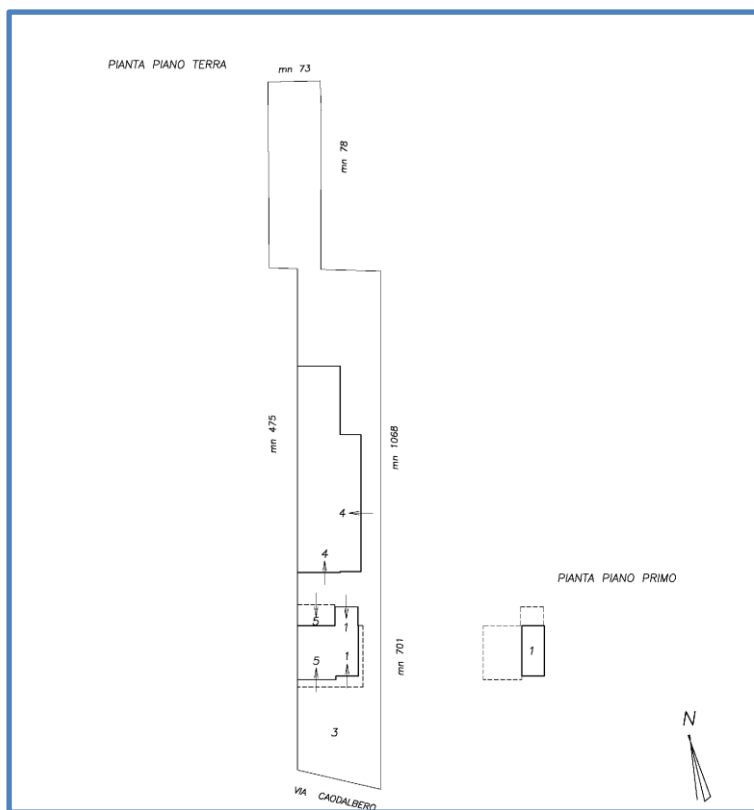 PIANTA PIANO TERRA
mn 73
mn 78
mn 475
mn 1068
4
4
PIANTA PIANO PRIMO
5
1
1
5
1
mn 701
3
N
VIA CAODALBERO